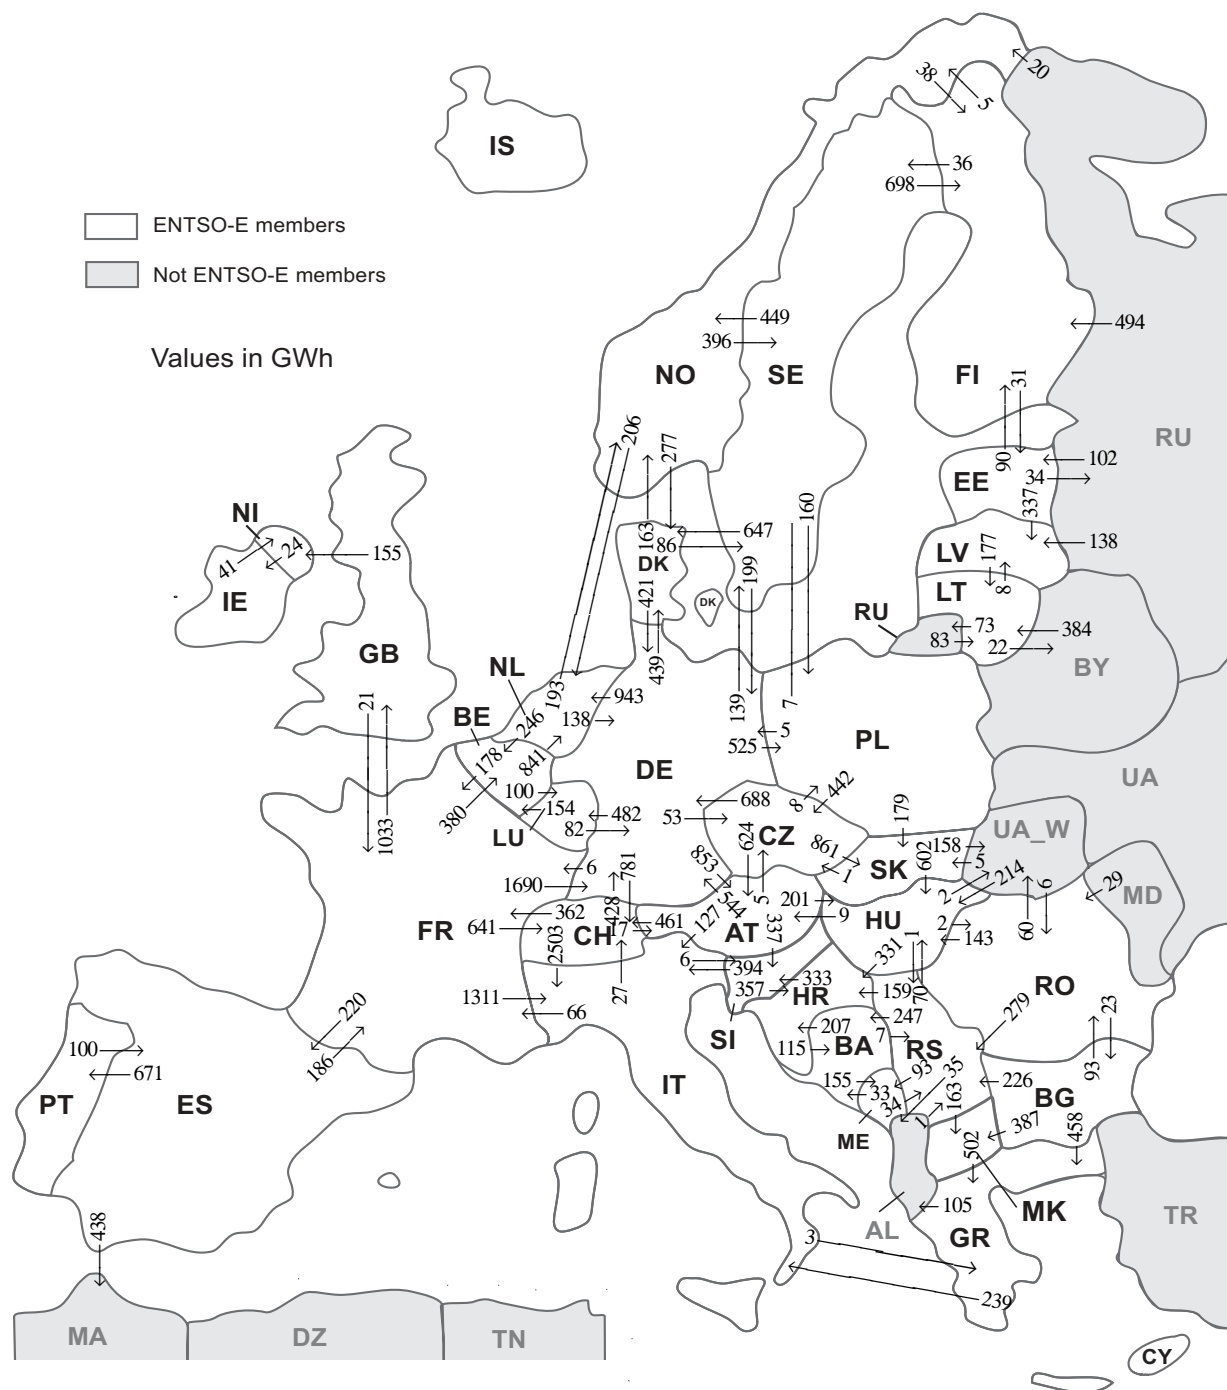 20
38
5
IS
36
698
ENTSO-E members
Not ENTSO-E members
449
494
Values in GWh
396
NO
SE
FI
31
RU
206
277
90
102
EE
34
337
160
NI
647
163
86
41
24
155
LV
177
138
DK
199
IE
421
LT
8
DK
RU
73
384
GB
83
22
BY
439
NL
193
943
139
7
21
BE
246
138
5
525
PL
178
841
DE
UA
100
688
8
442
380
154
482
53
179
1033
LU
82
624
CZ
UA_W
861
602
158
6
781
853
1
SK
5
214
1690
428
544
5
201
2
6
29
MD
362
127
9
HU
2
FR
641
CH
17
461
AT
337
1
60
2503
143
6
394
331
357
333
HR
159
70
RO
1311
27
66
247
279
23
220
SI
207
7
100
115
BA
RS
186
671
IT
93
35
93
155
33
226
PT
ES
34
163
BG
1
387
458
ME
502
438
105
MK
AL
TR
3
GR
239
MA
DZ
TN
CY